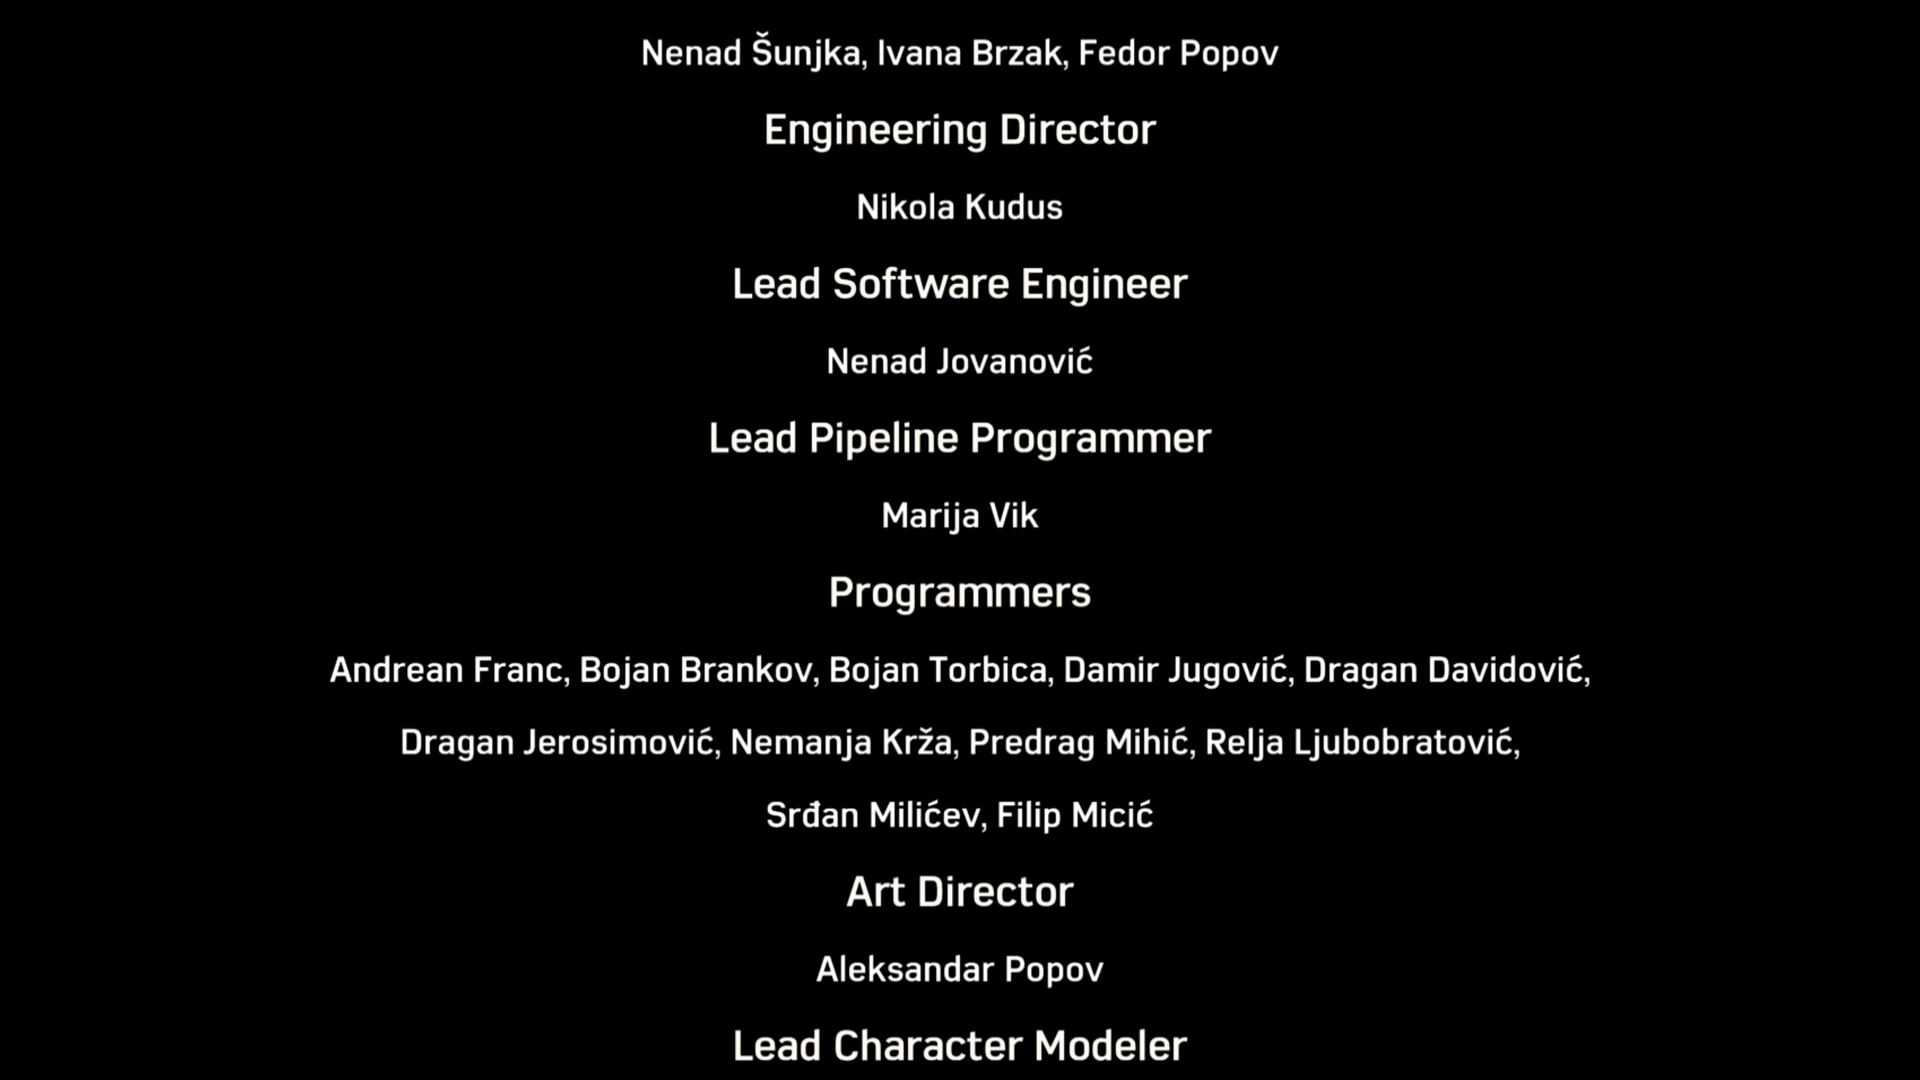 Nenad Šunjka, Ivana Brzak, Fedor Popov
Engineering Director
Nikola Kudus
Lead Software Engineer
Nenad Jovanović
Lead Pipeline Programmer
Marija Vik
Programmers
Andrean Franc, Bojan Brankov, Bojan Torbica, Damir Jugović, Dragan Davidović,
Dragan Jerosimović, Nemanja Krža, Predrag Mihić, Relja Ljubobratović,
Srđan Milićev, Filip Micić
Art Director
Aleksandar Popov
Lead Character Modeler